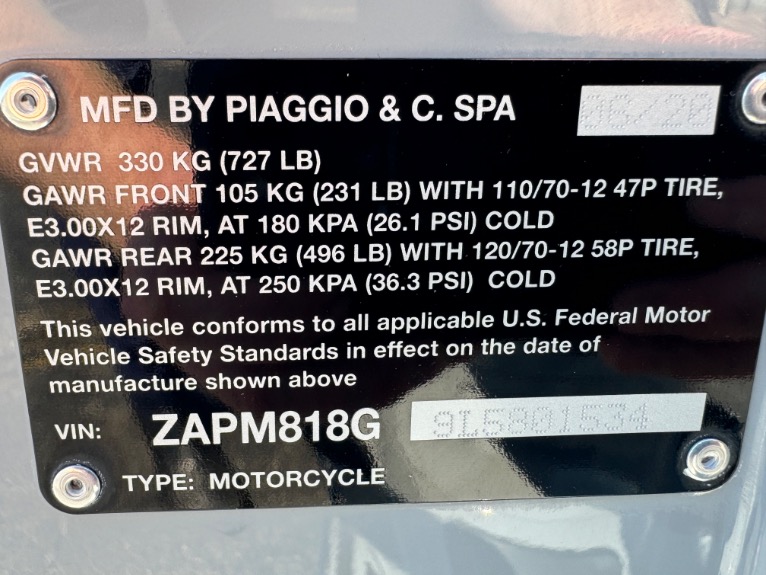 MFD BY PIAGGIO & C. SPA 06/20
GVWR 330 KG (727 LB)
GAWR FRONT 105 KG (231 LB) WITH 110/70-12 47P TIRE,
E3.00X12 RIM, AT 180 KPA (26.1 PSI) COLD
GAWR REAR 225 KG (496 LB) WITH 120/70-12 58P TIRE,
E3.00X12 RIM, AT 250 KPA (36.3 PSI) COLD
This vehicle conforms to all applicable U.S. Federal Motor
Vehicle Safety Standards in effect on the date of
manufacture shown above
VIN: ZAPM818G 9L5801534
TYPE: MOTORCYCLE